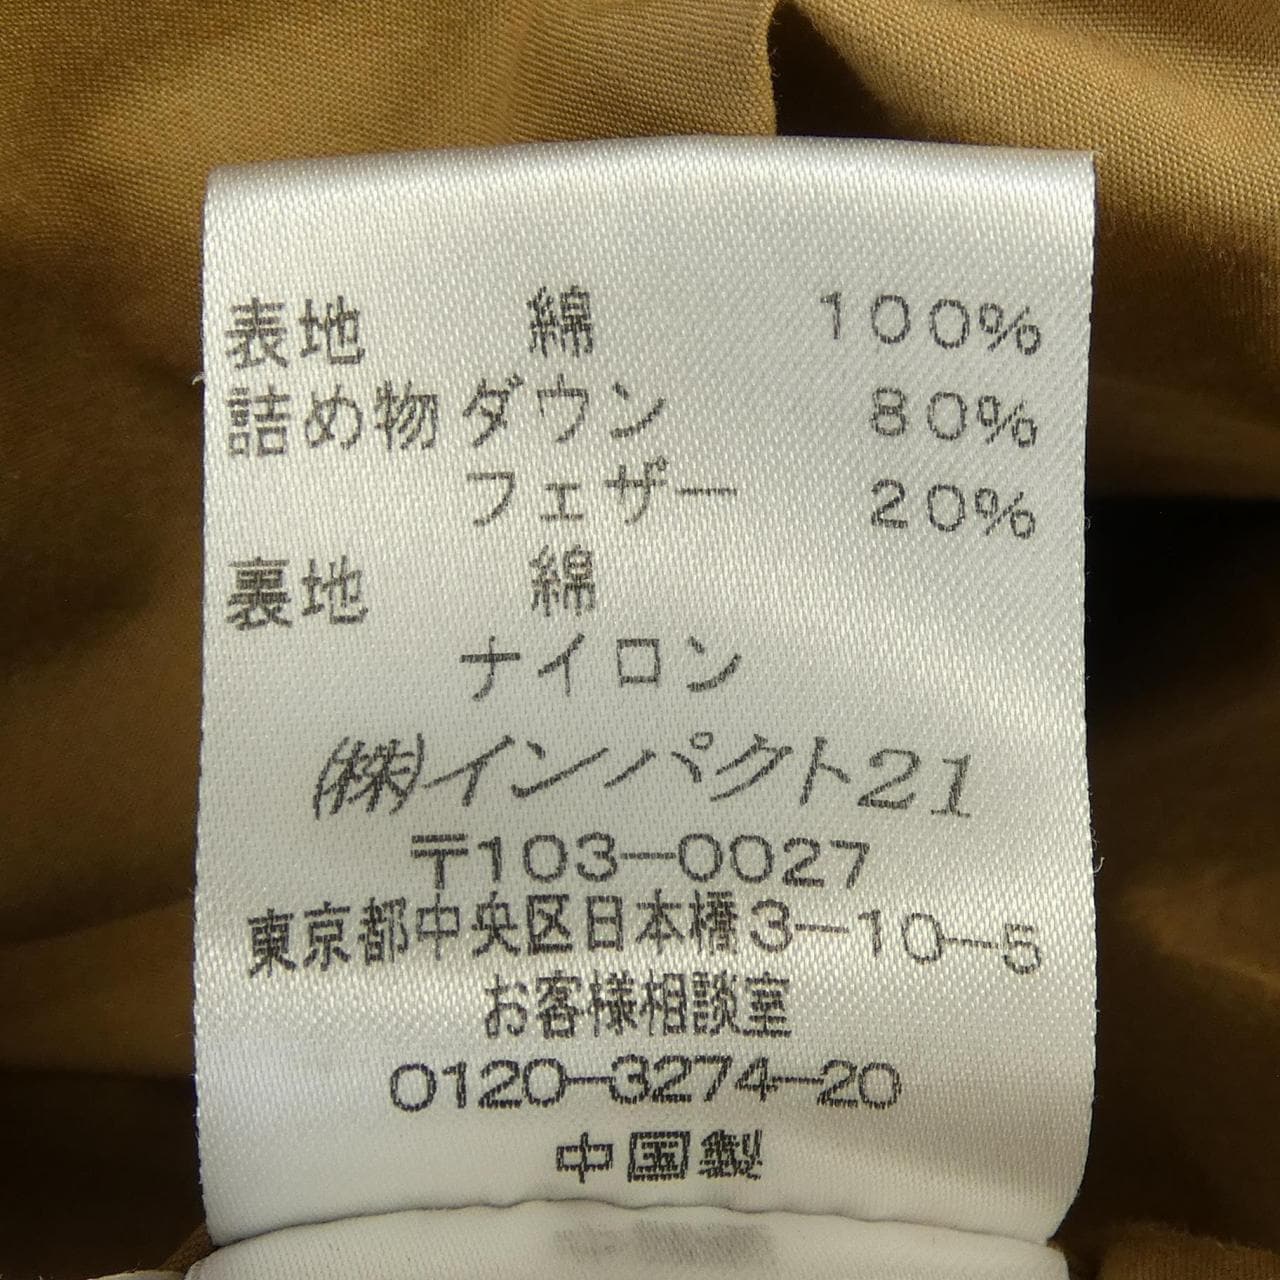 表地 綿 100%
詰め物 ダウン 80%
フェザー 20%
裏地 綿
ナイロン
(株)インパクト21
〒103-0027
東京都中央区日本橋3-10-5
お客様相談室
0120-3274-20
中国製